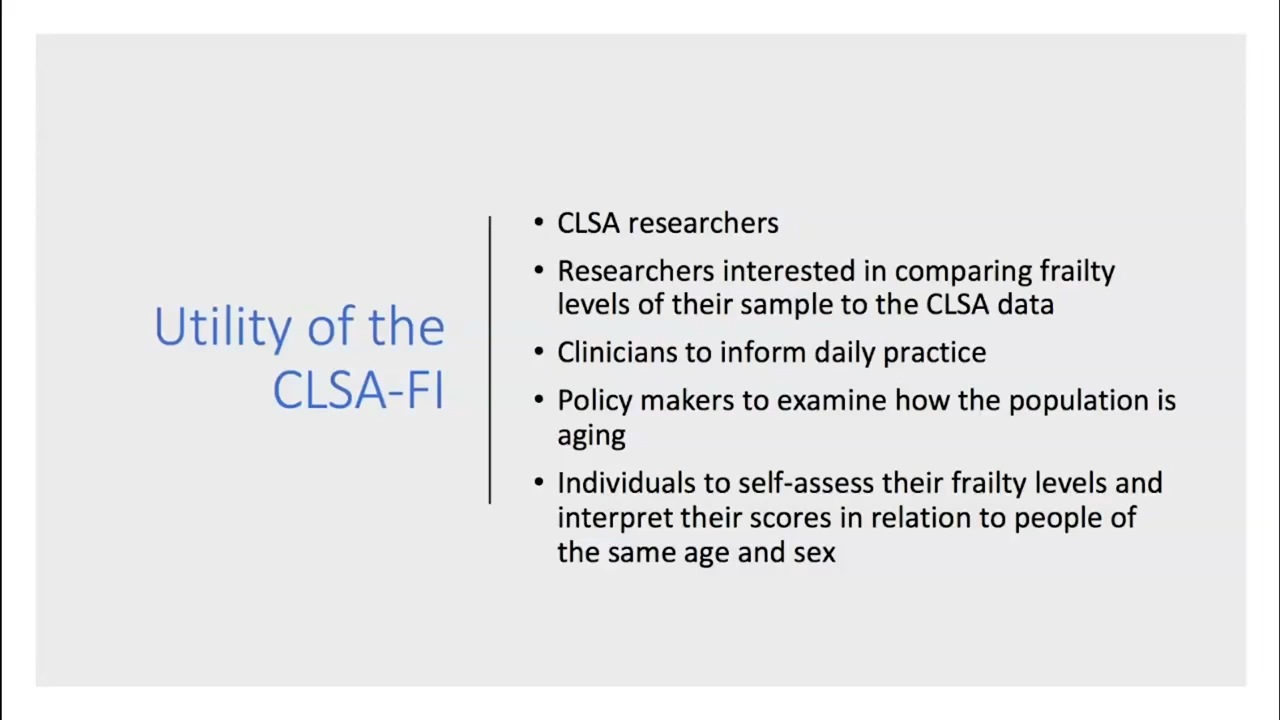 Utility of the
CLSA-FI
• CLSA researchers
• Researchers interested in comparing frailty
levels of their sample to the CLSA data
• Clinicians to inform daily practice
• Policy makers to examine how the population is
aging
• Individuals to self-assess their frailty levels and
interpret their scores in relation to people of
the same age and sex